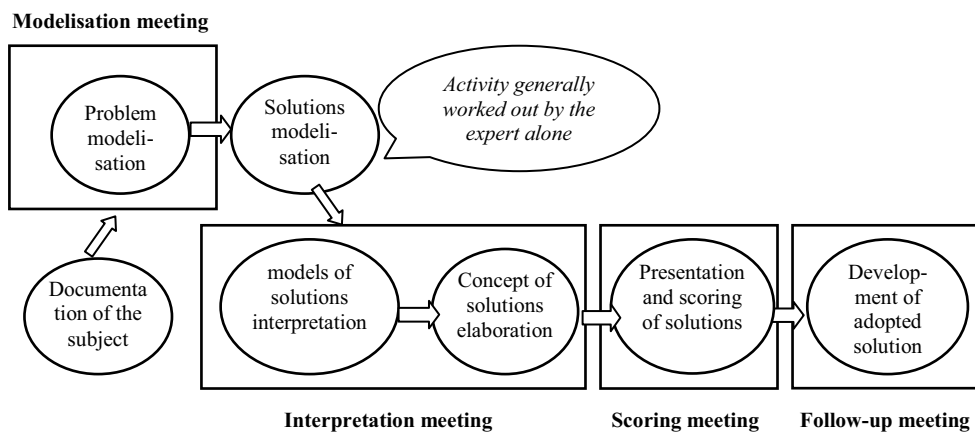 Modelisation meeting
Problem
modeli-
sation
Solutions
modeli-
sation
Activity generally
worked out by the
expert alone
Documenta
tion of the
subject
models of
solutions
interpretation
Concept of
solutions
elaboration
Presentation
and scoring
of solutions
Develop-
ment of
adopted
solution
Interpretation meeting
Scoring meeting
Follow-up meeting